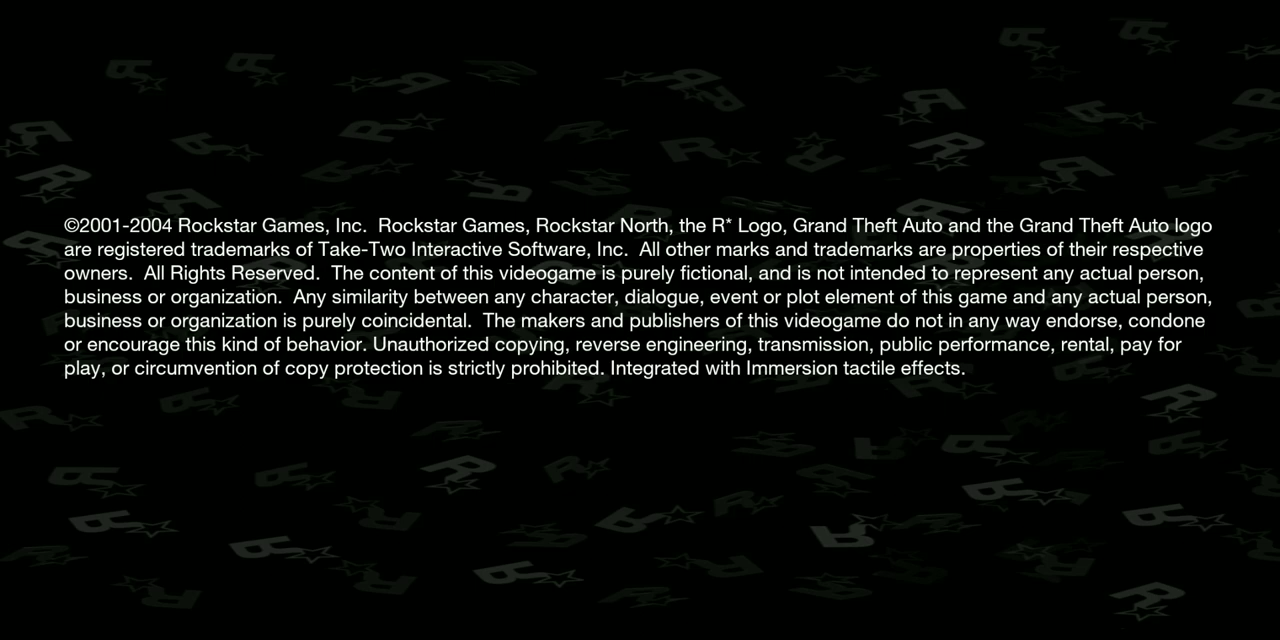 ©2001-2004 Rockstar Games, Inc.  Rockstar Games, Rockstar North, the R* Logo, Grand Theft Auto and the Grand Theft Auto logo
are registered trademarks of Take-Two Interactive Software, Inc.  All other marks and trademarks are properties of their respective
owners.  All Rights Reserved.  The content of this videogame is purely fictional, and is not intended to represent any actual person,
business or organization.  Any similarity between any character, dialogue, event or plot element of this game and any actual person,
business or organization is purely coincidental.  The makers and publishers of this videogame do not in any way endorse, condone
or encourage this kind of behavior. Unauthorized copying, reverse engineering, transmission, public performance, rental, pay for
play, or circumvention of copy protection is strictly prohibited. Integrated with Immersion tactile effects.